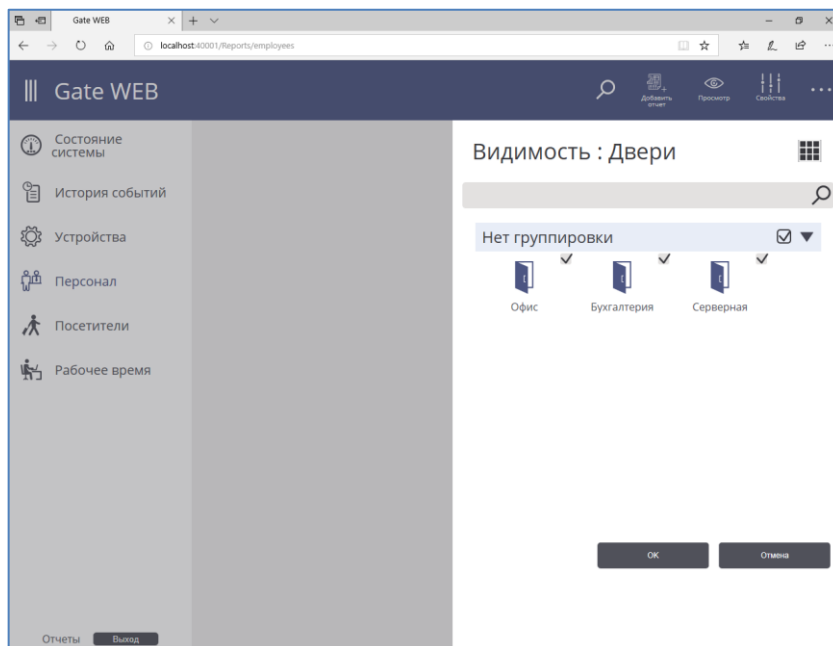 Gate WEB
localhost:40001/Reports/employees
Gate WEB
Добавить
отчет
Просмотр
Свойства
Состояние
системы
История событий
Устройства
Персонал
Посетители
Рабочее время
Отчеты
Выход
Видимость : Двери
Нет группировки
Офис
Бухгалтерия
Серверная
OK
Отмена